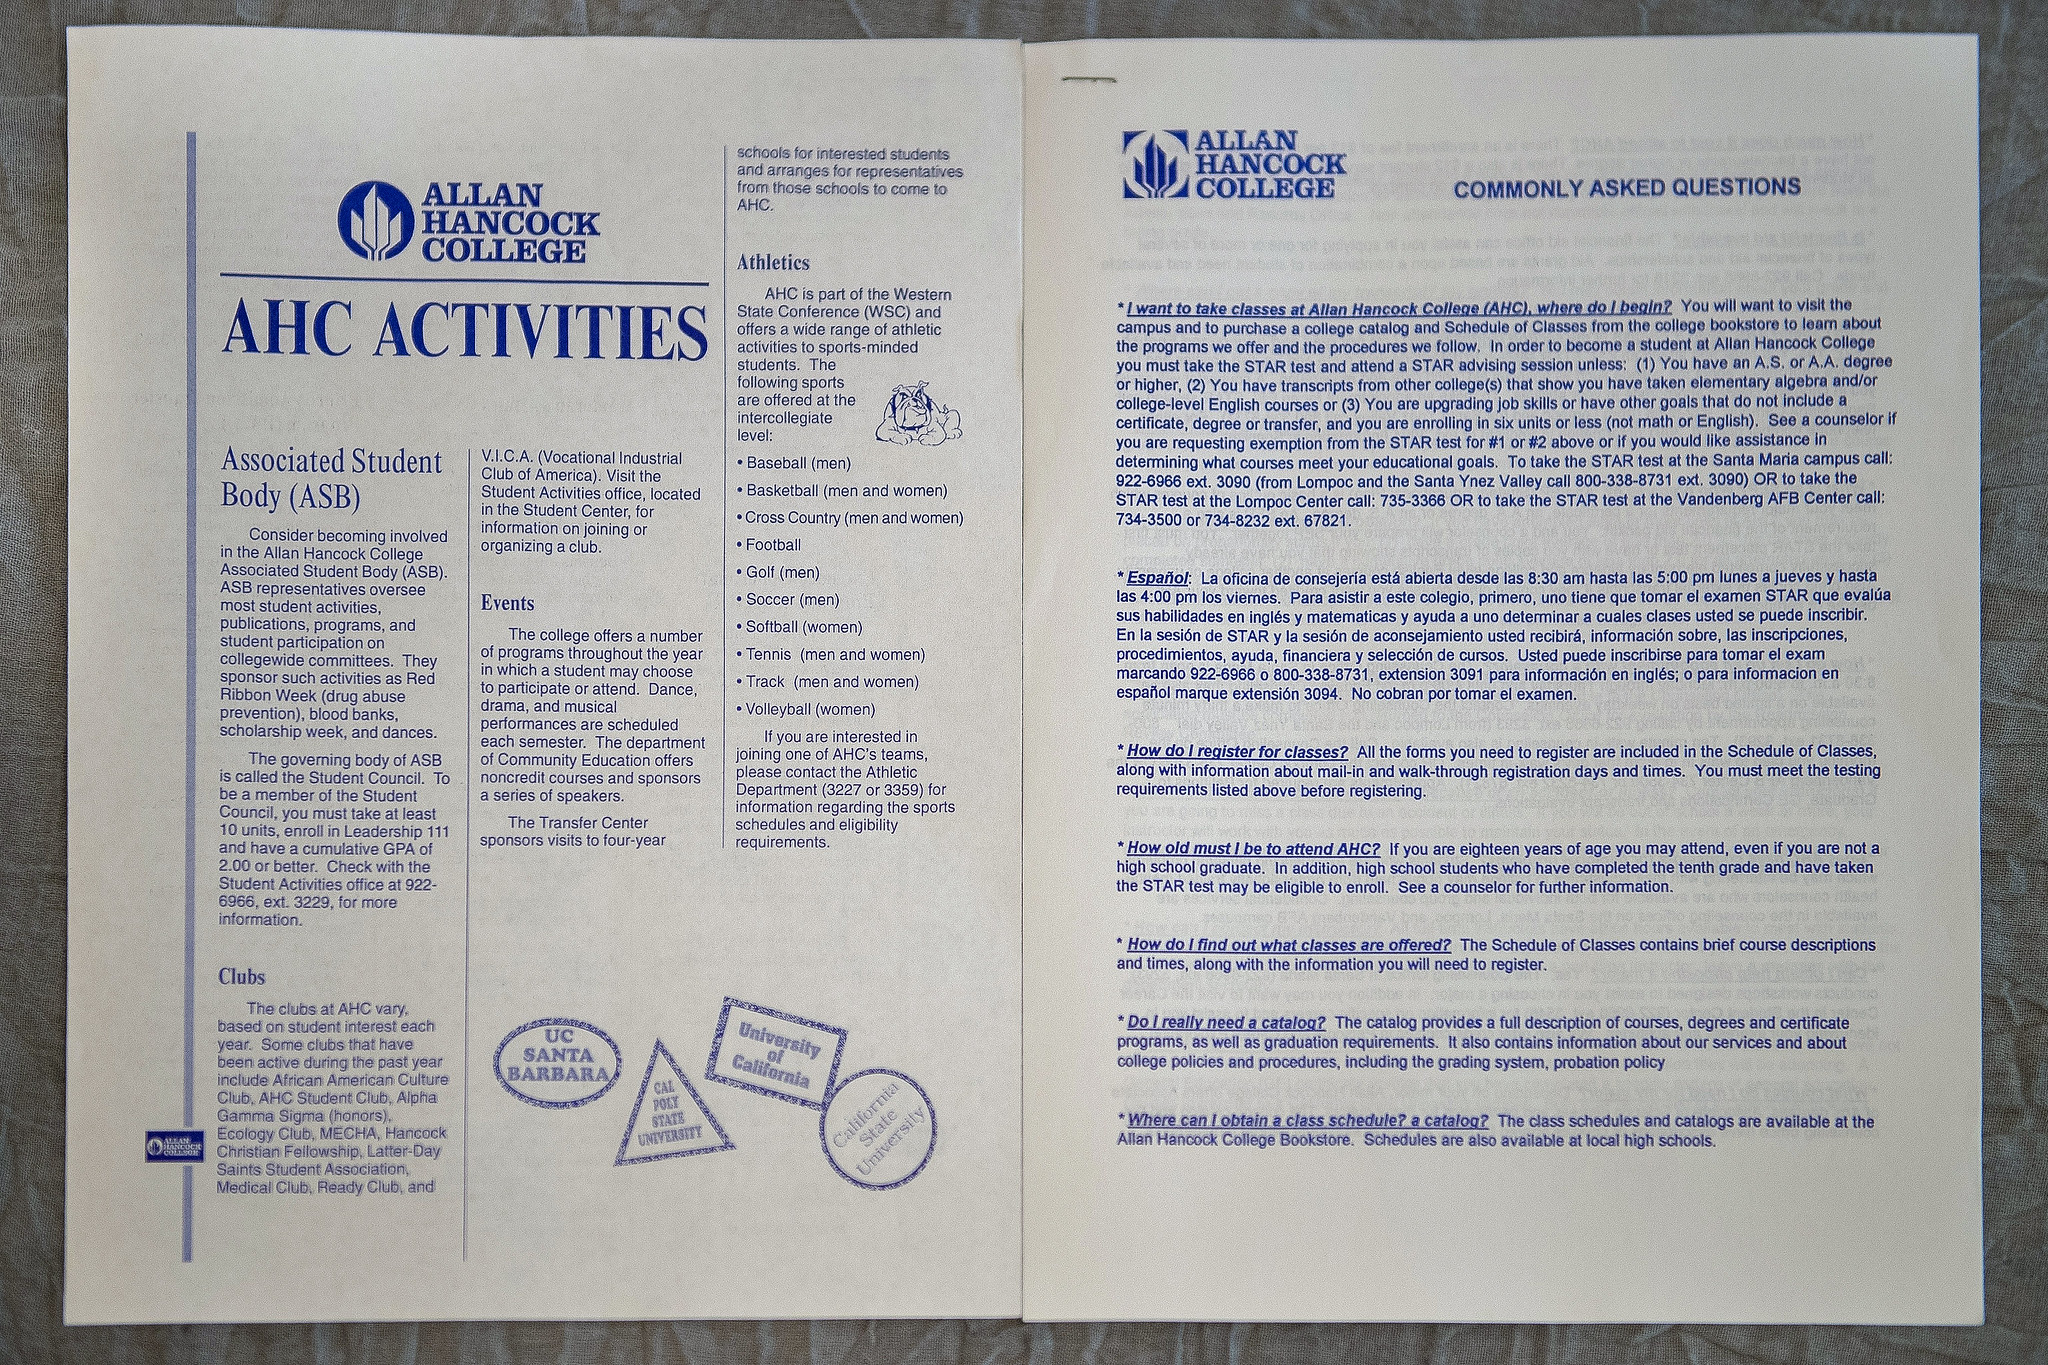 ALLAN
HANCOCK
COLLEGE
AHC ACTIVITIES
Associated Student
Body (ASB)
Consider becoming involved
in the Allan Hancock College
Associated Student Body (ASB).
ASB representatives oversee
most student activities,
publications, programs, and
student participation on
collegewide committees. They
sponsor such activities as Red
Ribbon Week (drug abuse
prevention), blood banks,
scholarship week, and dances.
The governing body of ASB
is called the Student Council. To
be a member of the Student
Council, you must take at least
10 units, enroll in Leadership 111
and have a cumulative GPA of
2.00 or better. Check with the
Student Activities office at 922-
6966, ext. 3229, for more
information.
Clubs
The clubs at AHC vary,
based on student interest each
year. Some clubs that have
been active during the past year
include African American Culture
Club, AHC Student Club, Alpha
Gamma Sigma (honors),
Ecology Club, MECHA, Hancock
Christian Fellowship, Latter-Day
Saints Student Association,
Medical Club, Ready Club, and
ALLAN
HANCOCK
COLLEGE
V.I.C.A. (Vocational Industrial
Club of America). Visit the
Student Activities office, located
in the Student Center, for
information on joining or
organizing a club.
Events
The college offers a number
of programs throughout the year
in which a student may choose
to participate or attend. Dance,
drama, and musical
performances are scheduled
each semester. The department
of Community Education offers
noncredit courses and sponsors
a series of speakers.
The Transfer Center
sponsors visits to four-year
schools for interested students
and arranges for representatives
from those schools to come to
AHC.
Athletics
AHC is part of the Western
State Conference (WSC) and
offers a wide range of athletic
activities to sports-minded
students. The
following sports
are offered at the
intercollegiate
level:
• Baseball (men)
• Basketball (men and women)
• Cross Country (men and women)
• Football
• Golf (men)
• Soccer (men)
• Softball (women)
• Tennis (men and women)
• Track (men and women)
• Volleyball (women)
If you are interested in
joining one of AHC's teams,
please contact the Athletic
Department (3227 or 3359) for
information regarding the sports
schedules and eligibility
requirements.
UC
SANTA
BARBARA
CAL
POLY
STATE
UNIVERSITY
University
of
California
California
State
University
ALLAN
HANCOCK
COLLEGE
COMMONLY ASKED QUESTIONS
* I want to take classes at Allan Hancock College (AHC), where do I begin? You will want to visit the
campus and to purchase a college catalog and Schedule of Classes from the college bookstore to learn about
the programs we offer and the procedures we follow. In order to become a student at Allan Hancock College
you must take the STAR test and attend a STAR advising session unless: (1) You have an A.S. or A.A. degree
or higher, (2) You have transcripts from other college(s) that show you have taken elementary algebra and/or
college-level English courses or (3) You are upgrading job skills or have other goals that do not include a
certificate, degree or transfer, and you are enrolling in six units or less (not math or English). See a counselor if
you are requesting exemption from the STAR test for #1 or #2 above or if you would like assistance in
determining what courses meet your educational goals. To take the STAR test at the Santa Maria campus call:
922-6966 ext. 3090 (from Lompoc and the Santa Ynez Valley call 800-338-8731 ext. 3090) OR to take the
STAR test at the Lompoc Center call: 735-3366 OR to take the STAR test at the Vandenberg AFB Center call:
734-3500 or 734-8232 ext. 67821.
* Español: La oficina de consejería está abierta desde las 8:30 am hasta las 5:00 pm lunes a jueves y hasta
las 4:00 pm los viernes. Para asistir a este colegio, primero, uno tiene que tomar el examen STAR que evalúa
sus habilidades en inglés y matematicas y ayuda a uno determinar a cuales clases usted se puede inscribir.
En la sesión de STAR y la sesión de aconsejamiento usted recibirá, información sobre, las inscripciones,
procedimientos, ayuda, financiera y selección de cursos. Usted puede inscribirse para tomar el exam
marcando 922-6966 o 800-338-8731, extension 3091 para información en inglés; o para informacion en
español marque extensión 3094. No cobran por tomar el examen.
* How do I register for classes? All the forms you need to register are included in the Schedule of Classes,
along with information about mail-in and walk-through registration days and times. You must meet the testing
requirements listed above before registering.
* How old must I be to attend AHC? If you are eighteen years of age you may attend, even if you are not a
high school graduate. In addition, high school students who have completed the tenth grade and have taken
the STAR test may be eligible to enroll. See a counselor for further information.
* How do I find out what classes are offered? The Schedule of Classes contains brief course descriptions
and times, along with the information you will need to register.
* Do I really need a catalog? The catalog provides a full description of courses, degrees and certificate
programs, as well as graduation requirements. It also contains information about our services and about
college policies and procedures, including the grading system, probation policy
* Where can I obtain a class schedule? a catalog? The class schedules and catalogs are available at the
Allan Hancock College Bookstore. Schedules are also available at local high schools.